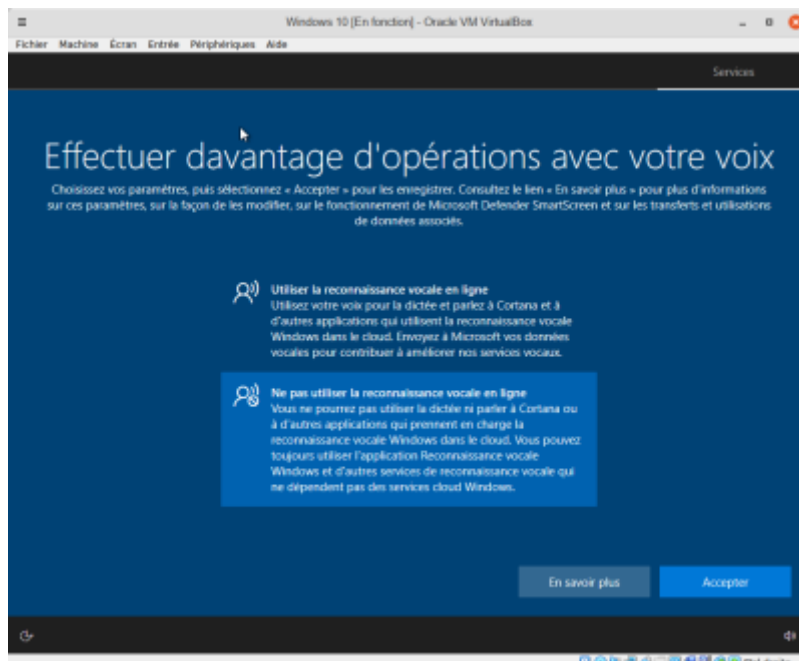 Windows 10 [En fonction] - Oracle VM VirtualBox
Fichier Machine Écran Entrée Périphériques Aide
Services
Effectuer davantage d'opérations avec votre voix
Choisissez vos paramètres, puis sélectionnez « Accepter » pour les enregistrer. Consultez le lien « En savoir plus » pour plus d'informations
sur ces paramètres, sur la façon de les modifier, sur le fonctionnement de Microsoft Defender SmartScreen et sur les transferts et utilisations
de données associés.
Utiliser la reconnaissance vocale en ligne
Utilisez votre voix pour la dictée et parlez à Cortana et à
d'autres applications qui utilisent la reconnaissance vocale
Windows dans le cloud. Envoyez à Microsoft vos données
vocales pour contribuer à améliorer nos services vocaux.
Ne pas utiliser la reconnaissance vocale en ligne
Vous ne pourrez pas utiliser la dictée ni parler à Cortana ou
à d'autres applications qui prennent en charge la
reconnaissance vocale Windows dans le cloud. Vous pouvez
toujours utiliser l'application Reconnaissance vocale
Windows et d'autres services de reconnaissance vocale qui
ne dépendent pas des services cloud Windows.
En savoir plus
Accepter